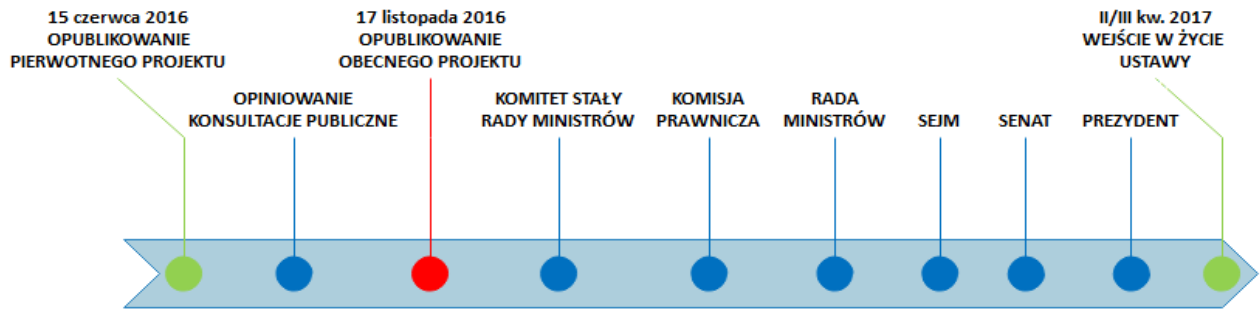 15 czerwca 2016
OPUBLIKOWANIE
PIERWOTNEGO PROJEKTU
OPINIOWANIE
KONSULTACJE PUBLICZNE
17 listopada 2016
OPUBLIKOWANIE
OBECNEGO PROJEKTU
KOMITET STAŁY
RADY MINISTRÓW
KOMISJA
PRAWNICZA
RADA
MINISTRÓW
SEJM
SENAT
PREZYDENT
II/III kw. 2017
WEJŚCIE W ŻYCIE
USTAWY